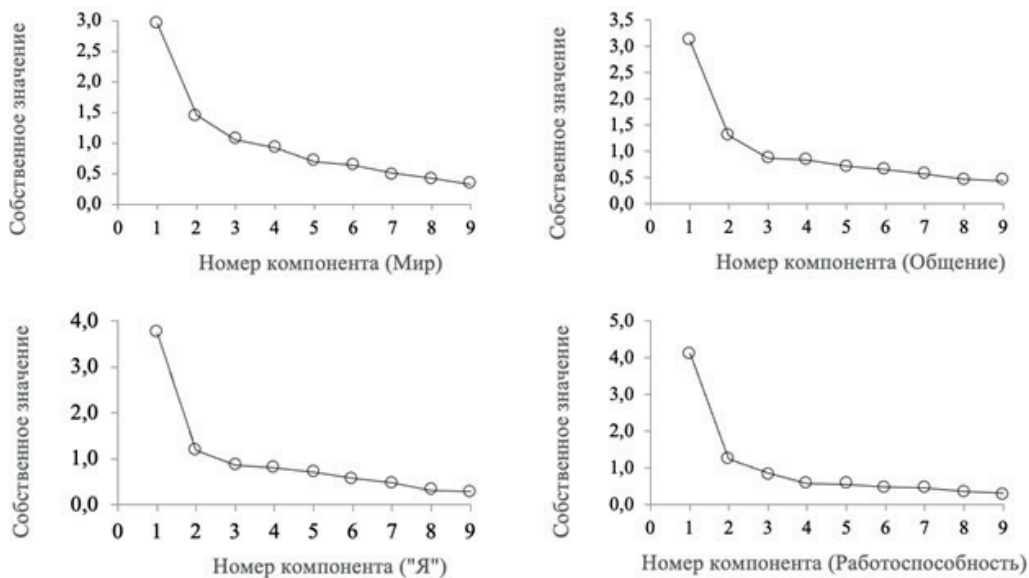 Собственное значение
3,0
2,5
2,0
1,5
1,0
0,5
0,0
0 1 2 3 4 5 6 7 8 9
Номер компонента (Мир)
Собственное значение
3,5
3,0
2,5
2,0
1,5
1,0
0,5
0,0
0 1 2 3 4 5 6 7 8 9
Номер компонента (Общение)
Собственное значение
4,0
3,0
2,0
1,0
0,0
0 1 2 3 4 5 6 7 8 9
Номер компонента ("Я")
Собственное значение
5,0
4,0
2,0
1,0
0,0
0 1 2 3 4 5 6 7 8 9
Номер компонента (Работоспособность)